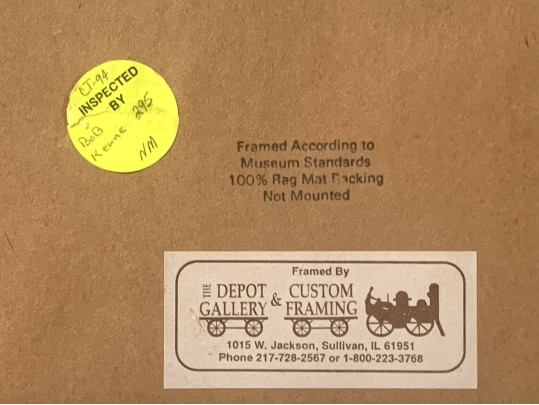 CJ-94
INSPECTED
BY
295
BoB
Keane
NM
Framed According to
Museum Standards
100% Rag Mat Backing
Not Mounted
Framed By
THE DEPOT GALLERY & CUSTOM FRAMING
1015 W. Jackson, Sullivan, IL 61951
Phone 217-728-2567 or 1-800-223-3768